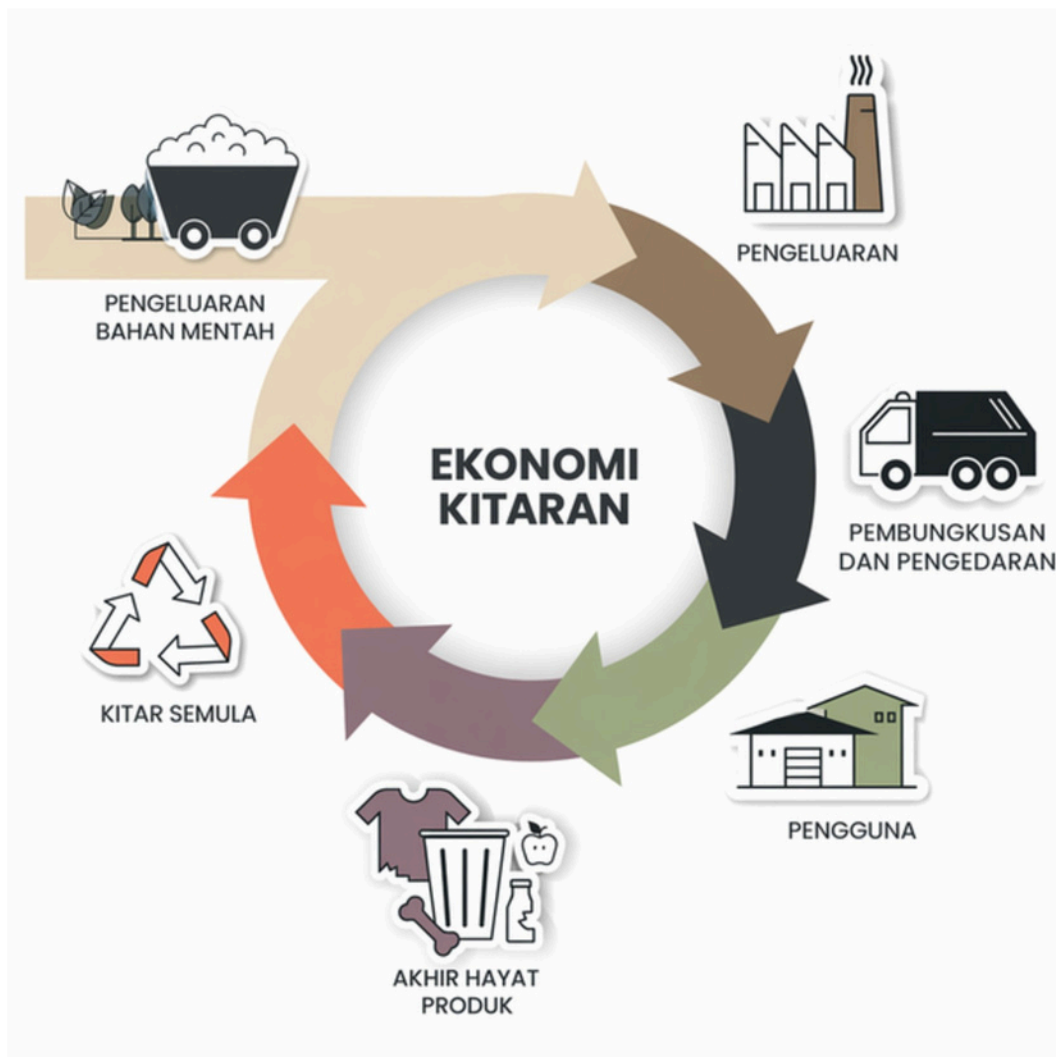 EKONOMI
KITARAN
PENGELUARAN
BAHAN MENTAH
PENGELUARAN
PEMBUNGKUSAN
DAN PENGEDARAN
PENGGUNA
AKHIR HAYAT
PRODUK
KITAR SEMULA